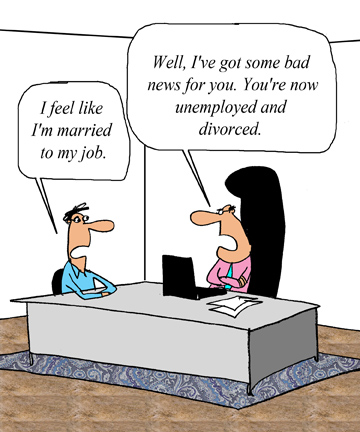 I feel like
I'm married
to my job.
Well, I've got some bad
news for you. You're now
unemployed and
divorced.